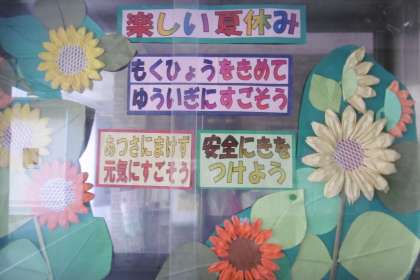 楽しい夏休み
もくひょうをきめて
ゆういぎにすごそう
あつさにまけず
元気にすごそう
安全にきを
つけよう